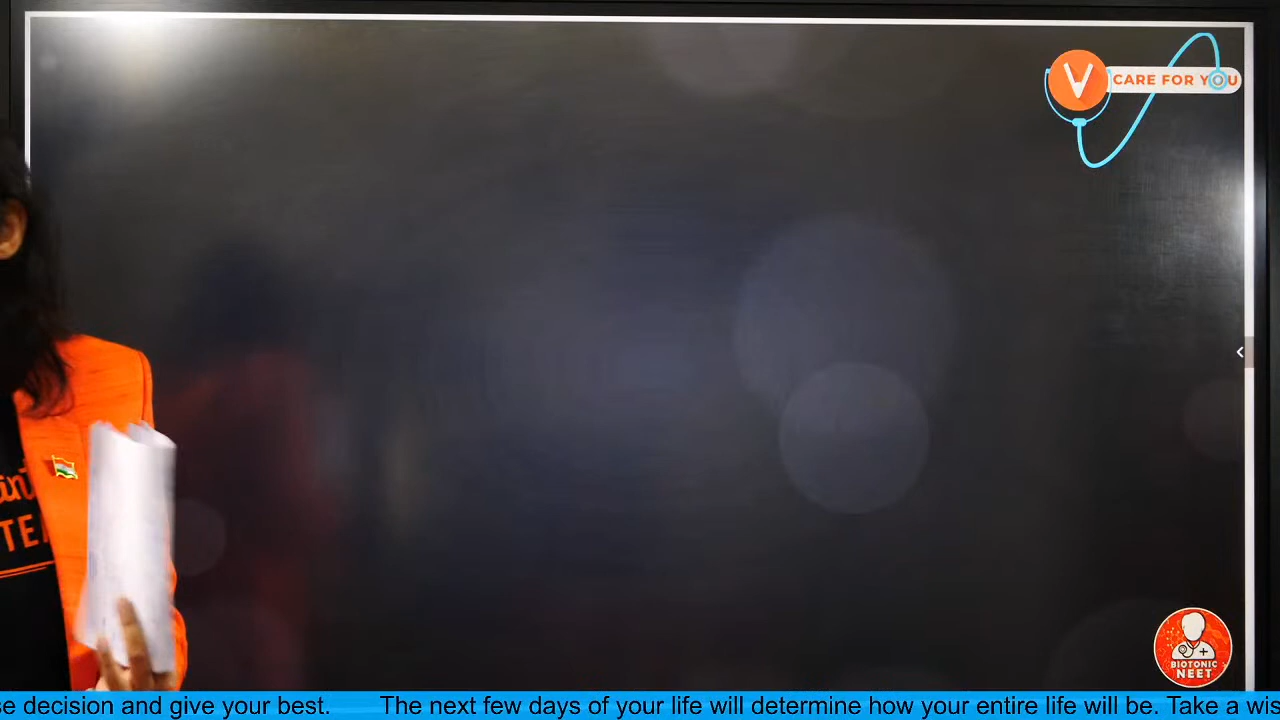 V
CARE FOR YOU
TE
BIOTONIC
NEET
se decision and give your best. The next few days of your life will determine how your entire life will be. Take a wis